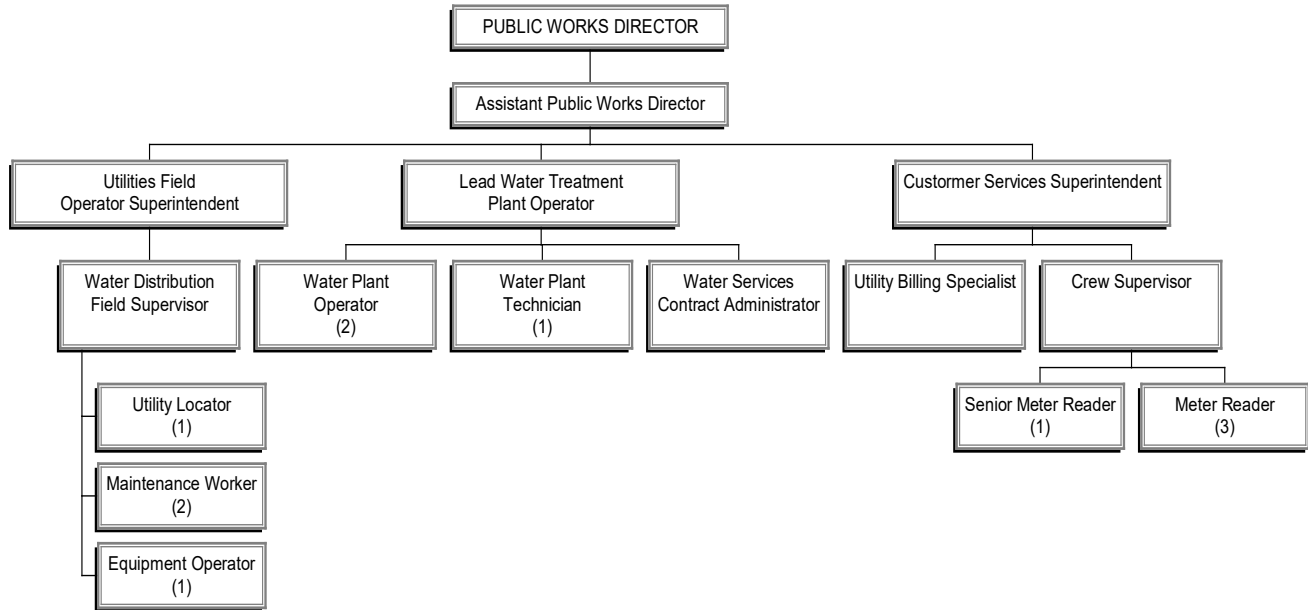 PUBLIC WORKS DIRECTOR
Assistant Public Works Director
Utilities Field
Operator Superintendent
Lead Water Treatment
Plant Operator
Custormer Services Superintendent
Water Distribution
Field Supervisor
Water Plant
Operator
(2)
Water Plant
Technician
(1)
Water Services
Contract Administrator
Utility Billing Specialist
Crew Supervisor
Utility Locator
(1)
Maintenance Worker
(2)
Equipment Operator
(1)
Senior Meter Reader
(1)
Meter Reader
(3)